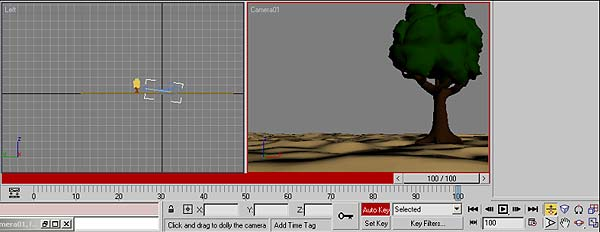 Left
Camera01
z
x
z
100 / 100
0 10 20 30 40 50 60 70 80 90 100
X: Y: Z:
Auto Key Selected
mera01, f
Click and drag to dolly the camera Add Time Tag Set Key Key Filters... 100